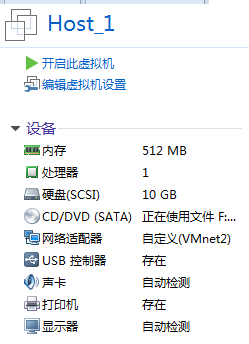 Host_1
开启此虚拟机
编辑虚拟机设置
设备
内存 512 MB
处理器 1
硬盘(SCSI) 10 GB
CD/DVD (SATA) 正在使用文件 F:...
网络适配器 自定义(VMnet2)
USB 控制器 存在
声卡 自动检测
打印机 存在
显示器 自动检测